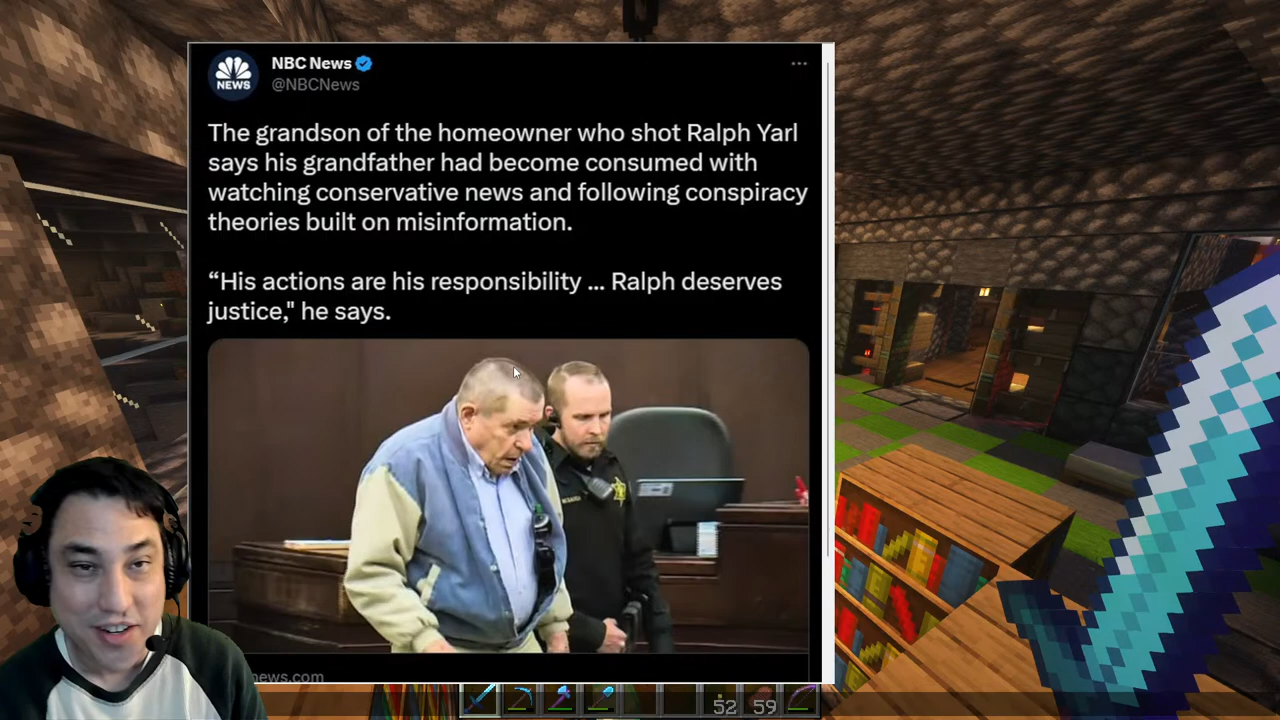 NBC News
NEWS
@NBCNews
The grandson of the homeowner who shot Ralph Yarl
says his grandfather had become consumed with
watching conservative news and following conspiracy
theories built on misinformation.
“His actions are his responsibility ... Ralph deserves
justice," he says.
news.com
52
59